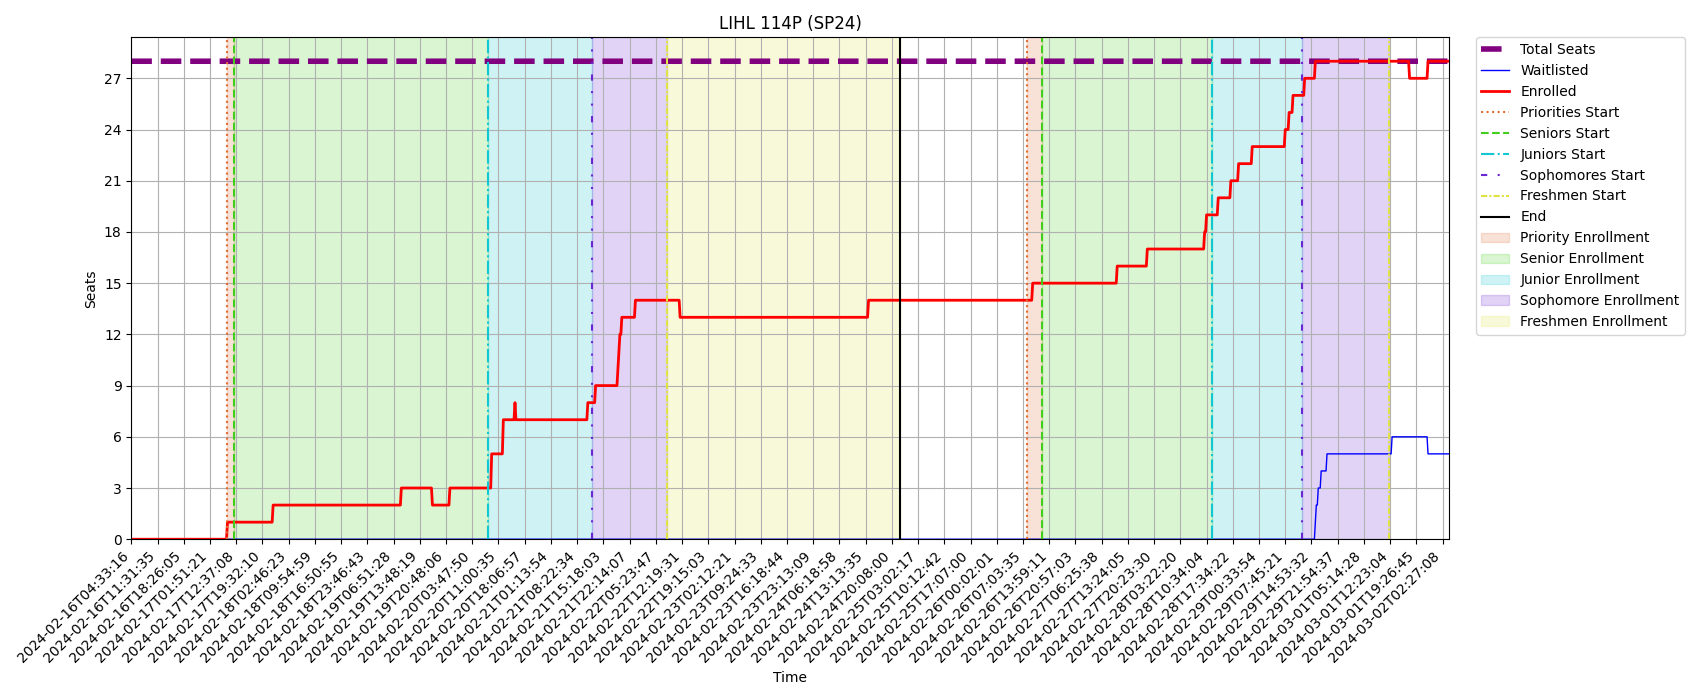 LIHL 114P (SP24)
Seats
27
24
21
18
15
12
9
6
3
0
2024-02-16T04:33:16
2024-02-16T11:31:35
2024-02-16T18:26:05
2024-02-17T01:51:21
2024-02-17T12:37:08
2024-02-17T19:32:10
2024-02-18T02:46:23
2024-02-18T09:54:59
2024-02-18T16:50:55
2024-02-18T23:46:43
2024-02-19T06:51:28
2024-02-19T13:48:19
2024-02-19T20:48:06
2024-02-20T03:47:50
2024-02-20T11:00:35
2024-02-20T18:06:57
2024-02-21T01:13:54
2024-02-21T08:22:34
2024-02-21T15:18:03
2024-02-21T22:14:07
2024-02-22T05:23:47
2024-02-22T12:19:31
2024-02-22T19:15:03
2024-02-23T02:12:21
2024-02-23T09:24:33
2024-02-23T16:18:44
2024-02-23T23:13:09
2024-02-24T06:18:58
2024-02-24T13:13:35
2024-02-24T20:08:00
2024-02-25T03:02:17
2024-02-25T10:12:42
2024-02-25T17:07:00
2024-02-26T00:02:01
2024-02-26T07:03:35
2024-02-26T13:59:11
2024-02-26T20:57:03
2024-02-27T06:25:38
2024-02-27T13:24:05
2024-02-27T20:23:30
2024-02-28T03:22:20
2024-02-28T10:34:04
2024-02-28T17:34:22
2024-02-29T00:33:54
2024-02-29T07:45:21
2024-02-29T14:53:32
2024-02-29T21:54:37
2024-03-01T05:14:28
2024-03-01T12:23:04
2024-03-01T19:26:45
2024-03-02T02:27:08
Time
Total Seats
Waitlisted
Enrolled
Priorities Start
Seniors Start
Juniors Start
Sophomores Start
Freshmen Start
End
Priority Enrollment
Senior Enrollment
Junior Enrollment
Sophomore Enrollment
Freshmen Enrollment